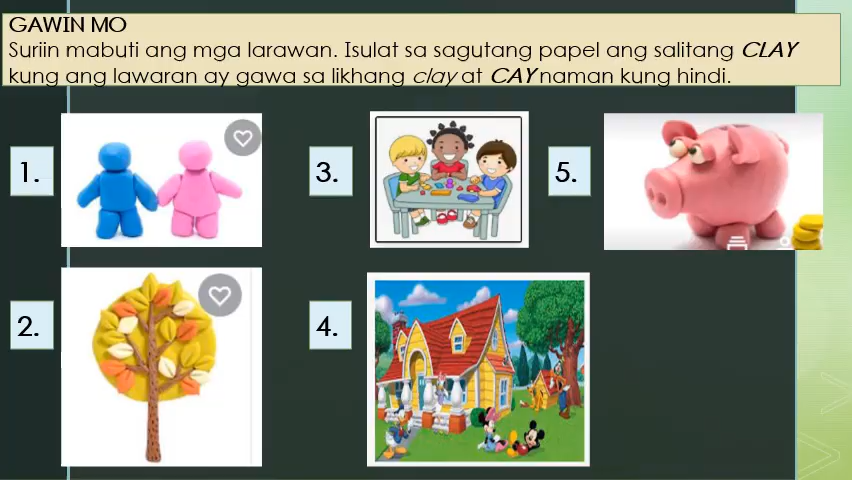 GAWIN MO
Suriin mabuti ang mga larawan. Isulat sa sagutang papel ang salitang CLAY
kung ang lawaran ay gawa sa likhang clay at CAY naman kung hindi.
1.
3.
5.
2.
4.